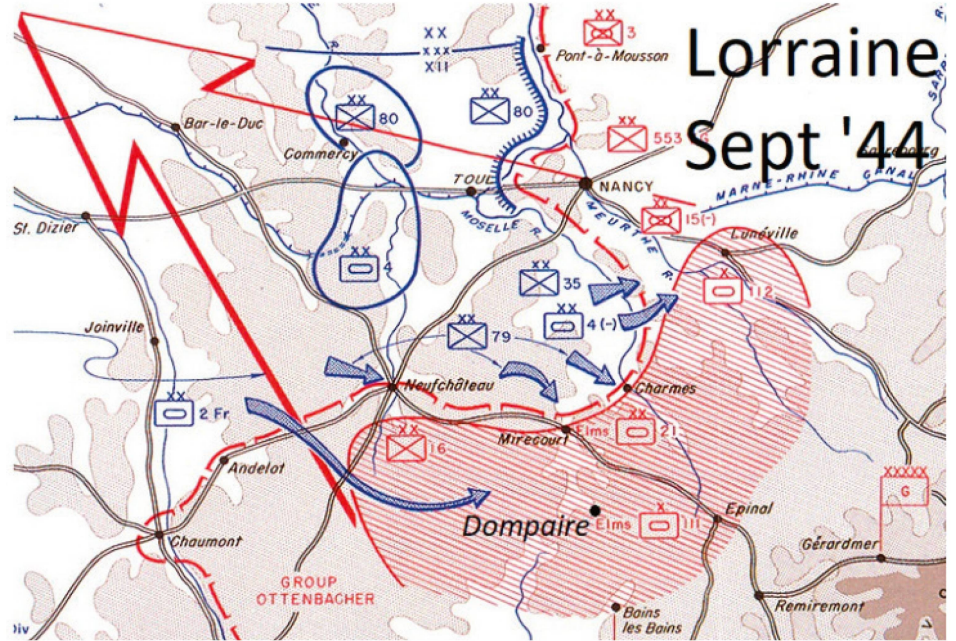 Lorraine
Sept '44
XX
XXX
XII
XX
3
Pont-à-Mousson
XX
80
XX
80
Bar-le-Duc
Commercy
XX
553
G
TOUL
NANCY
MARNE-RHINE CANAL
MOSELLE R.
MEURTHE R.
XX
15(-)
Lunéville
St. Dizier
XX
4
XX
35
X
112
XX
4(-)
XX
79
Joinville
Neufchâteau
Charmes
XX
2 Fr
XX
16
Mirecourt
Elms
XX
21
Andelot
XXXXX
G
Dompaire
Elms
X
111
Epinal
Chaumont
Gérardmer
GROUP
OTTENBACHER
Bains
les Bains
Remiremont